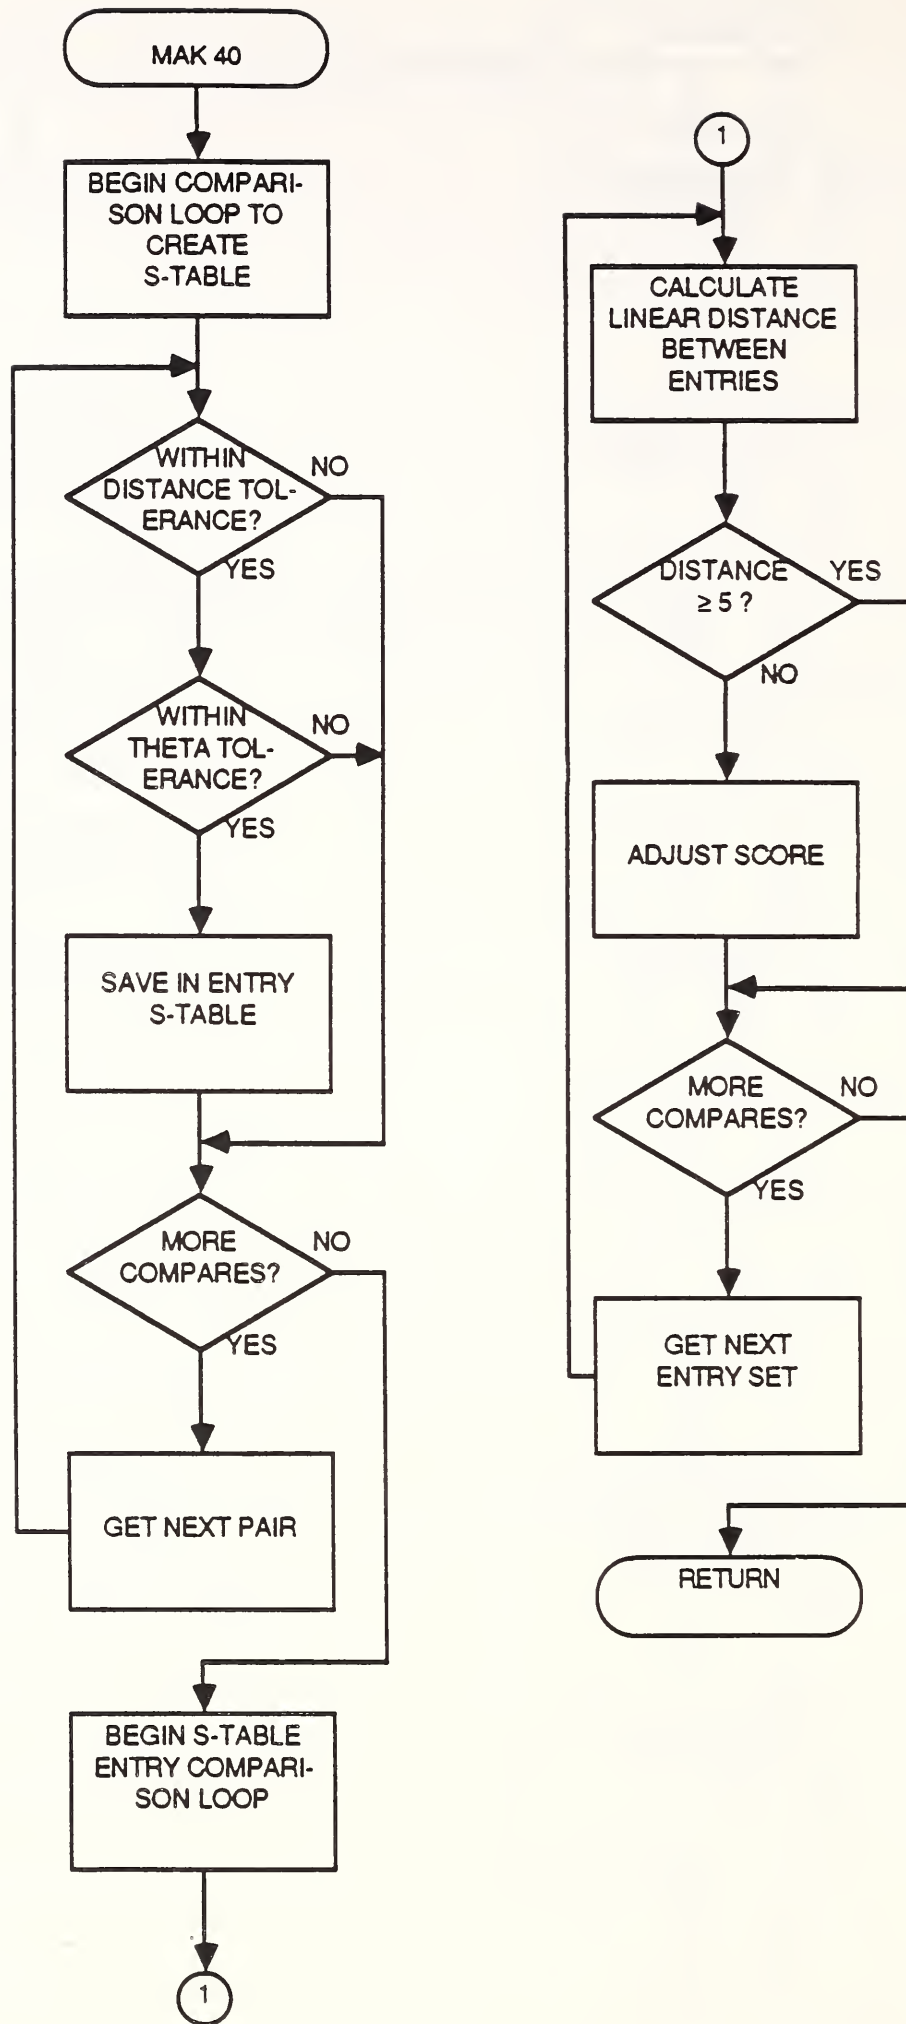 MAK 40
BEGIN COMPARI-
SON LOOP TO
CREATE
S-TABLE
WITHIN
DISTANCE TOL-
ERANCE?
NO
YES
WITHIN
THETA TOL-
ERANCE?
NO
YES
SAVE IN ENTRY
S-TABLE
MORE
COMPARES?
NO
YES
GET NEXT PAIR
BEGIN S-TABLE
ENTRY COMPARI-
SON LOOP
1
1
CALCULATE
LINEAR DISTANCE
BETWEEN
ENTRIES
DISTANCE
≥ 5 ?
YES
NO
ADJUST SCORE
MORE
COMPARES?
NO
YES
GET NEXT
ENTRY SET
RETURN